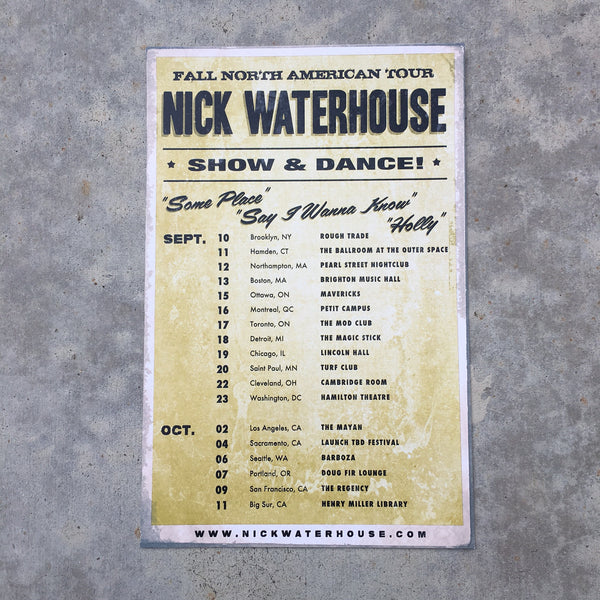 FALL NORTH AMERICAN TOUR
NICK WATERHOUSE
★ SHOW & DANCE! ★
"Some Place"
"Say I Wanna Know"
"Holly"
SEPT. 10 Brooklyn, NY ROUGH TRADE
11 Hamden, CT THE BALLROOM AT THE OUTER SPACE
12 Northampton, MA PEARL STREET NIGHTCLUB
13 Boston, MA BRIGHTON MUSIC HALL
15 Ottawa, ON MAVERICKS
16 Montreal, QC PETIT CAMPUS
17 Toronto, ON THE MOD CLUB
18 Detroit, MI THE MAGIC STICK
19 Chicago, IL LINCOLN HALL
20 Saint Paul, MN TURF CLUB
22 Cleveland, OH CAMBRIDGE ROOM
23 Washington, DC HAMILTON THEATRE
OCT. 02 Los Angeles, CA THE MAYAN
04 Sacramento, CA LAUNCH TBD FESTIVAL
06 Seattle, WA BARBOZA
07 Portland, OR DOUG FIR LOUNGE
09 San Francisco, CA THE REGENCY
11 Big Sur, CA HENRY MILLER LIBRARY
WWW.NICKWATERHOUSE.COM